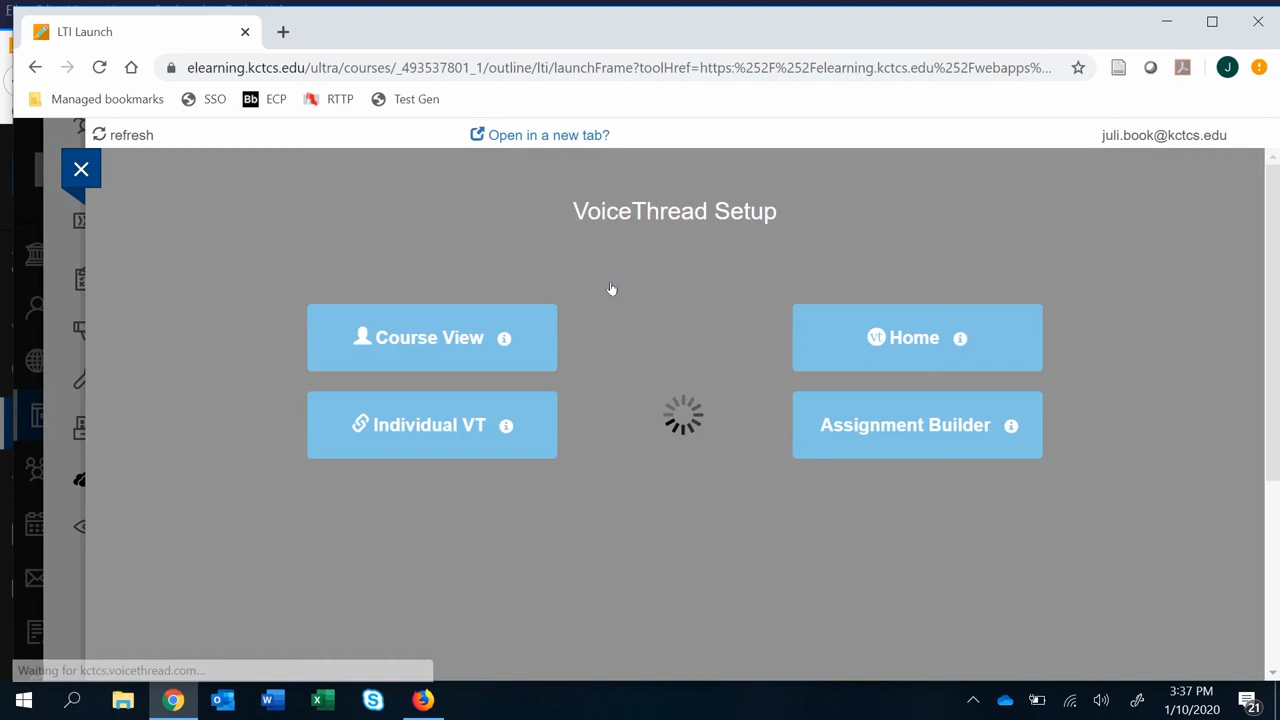 LTI Launch
elearning.kctcs.edu/ultra/courses/_493537801_1/outline/lti/launchFrame?toolHref=https:%252F%252Felearning.kctcs.edu%252Fwebapps%...
J
Managed bookmarks
SSO
Bb ECP
RTTP
Test Gen
refresh
Open in a new tab?
juli.book@kctcs.edu
VoiceThread Setup
Course View
vt Home
Individual VT
Assignment Builder
Waiting for kctcs.voicethread.com...
3:37 PM
1/10/2020
21